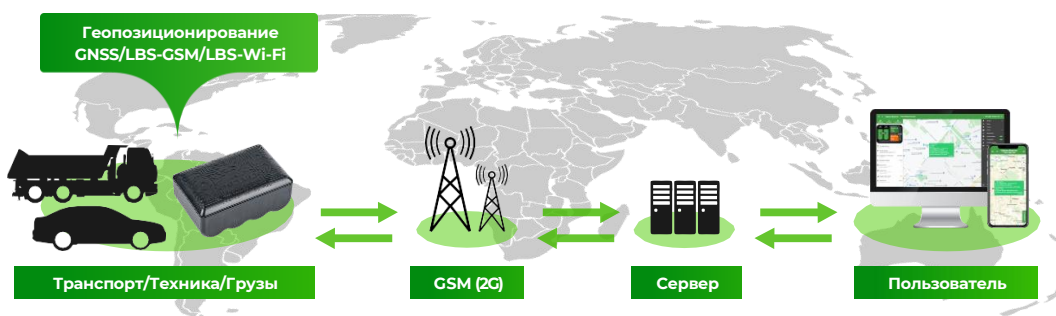 Геопозиционирование
GNSS/LBS-GSM/LBS-Wi-Fi
Транспорт/Техника/Грузы
GSM (2G)
Сервер
Пользователь